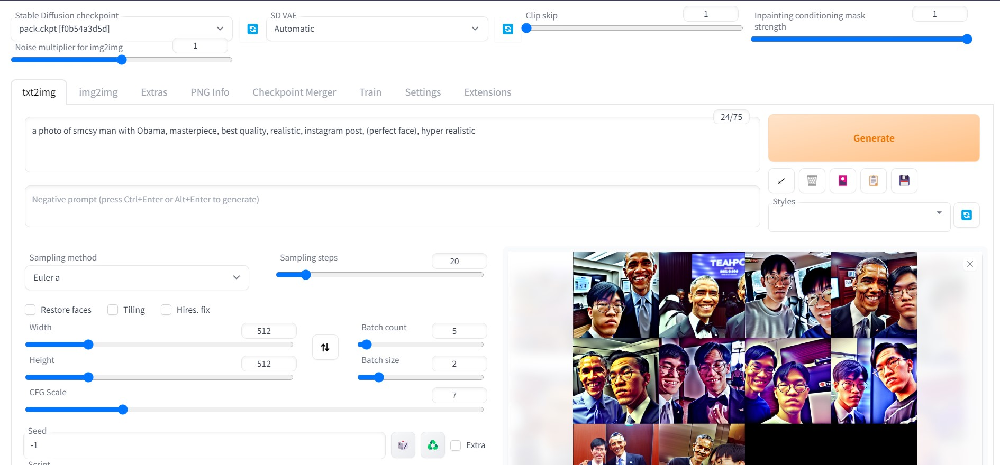 Stable Diffusion checkpoint
pack.ckpt [f0b54a3d5d]
SD VAE
Automatic
Clip skip
1
Inpainting conditioning mask
strength
1
Noise multiplier for img2img
1
txt2img
img2img
Extras
PNG Info
Checkpoint Merger
Train
Settings
Extensions
24/75
a photo of smcsy man with Obama, masterpiece, best quality, realistic, instagram post, (perfect face), hyper realistic
Generate
Negative prompt (press Ctrl+Enter or Alt+Enter to generate)
Styles
Sampling method
Euler a
Sampling steps
20
Restore faces
Tiling
Hires. fix
Width
512
Height
512
Batch count
5
Batch size
2
CFG Scale
7
Seed
-1
Extra
Script